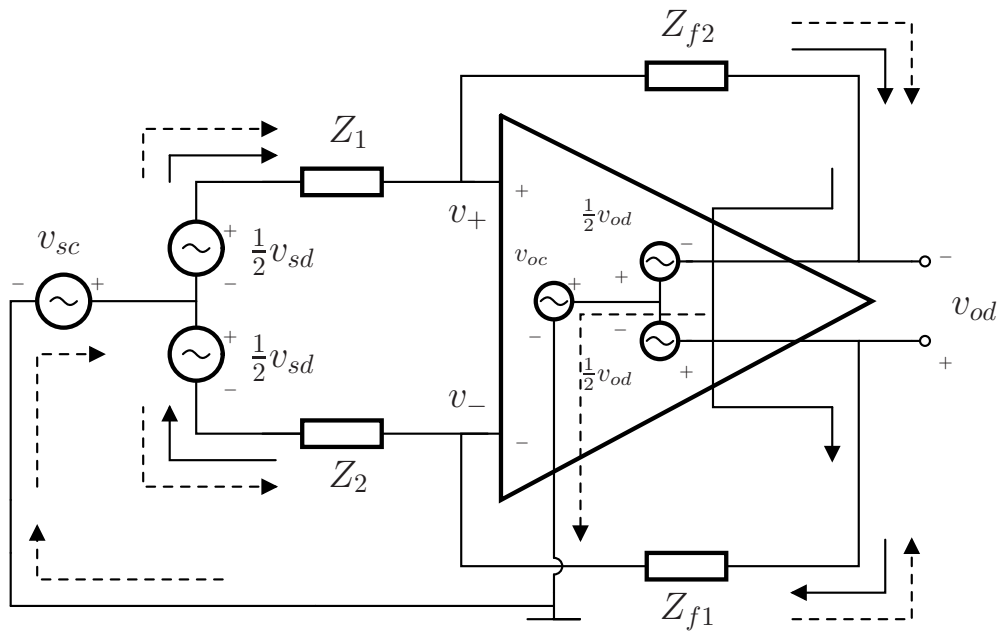 Z_{f2}
Z_1
+
\frac{1}{2}v_{od}
v_+
v_{sc}
+
\frac{1}{2}v_{sd}
v_{oc}
−
−
−
+
−
+
+
v_{od}
+
−
−
\frac{1}{2}v_{sd}
−
\frac{1}{2}v_{od}
+
+
−
v_−
−
Z_2
Z_{f1}